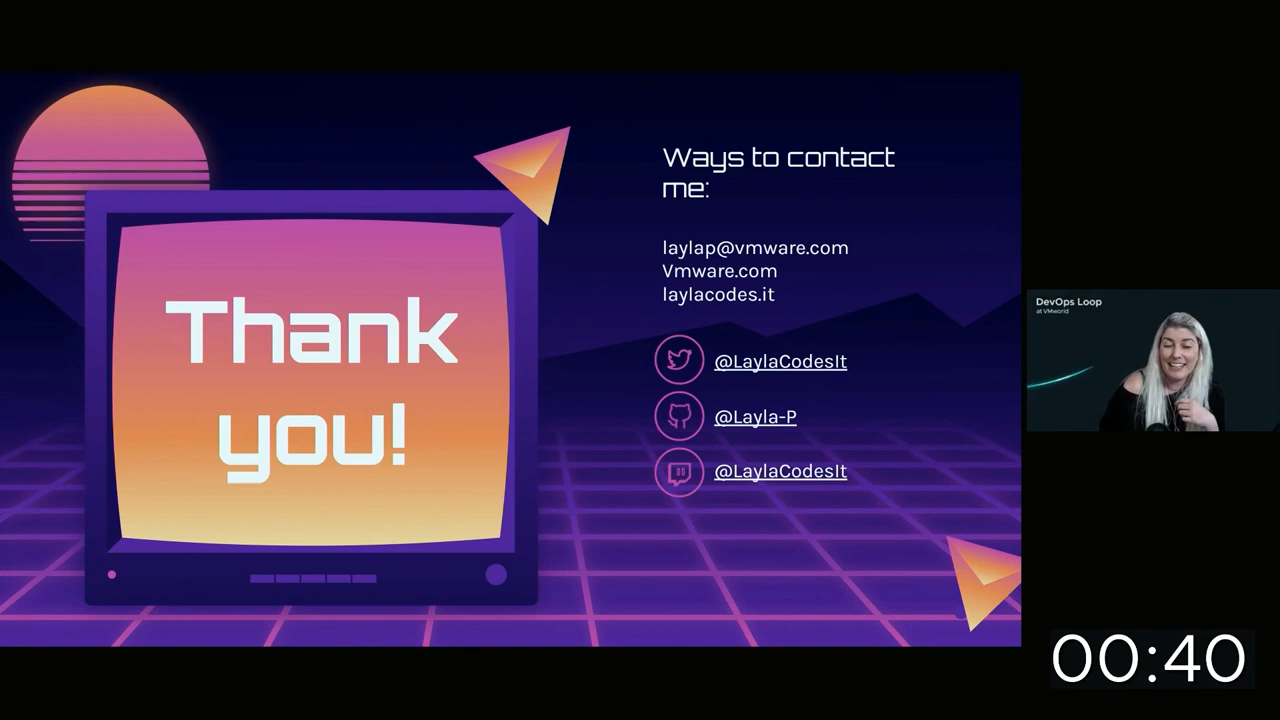 Thank
you!
Ways to contact
me:
laylap@vmware.com
Vmware.com
laylacodes.it
@LaylaCodesIt
@Layla-P
@LaylaCodesIt
DevOps Loop
at VMworld
00:40